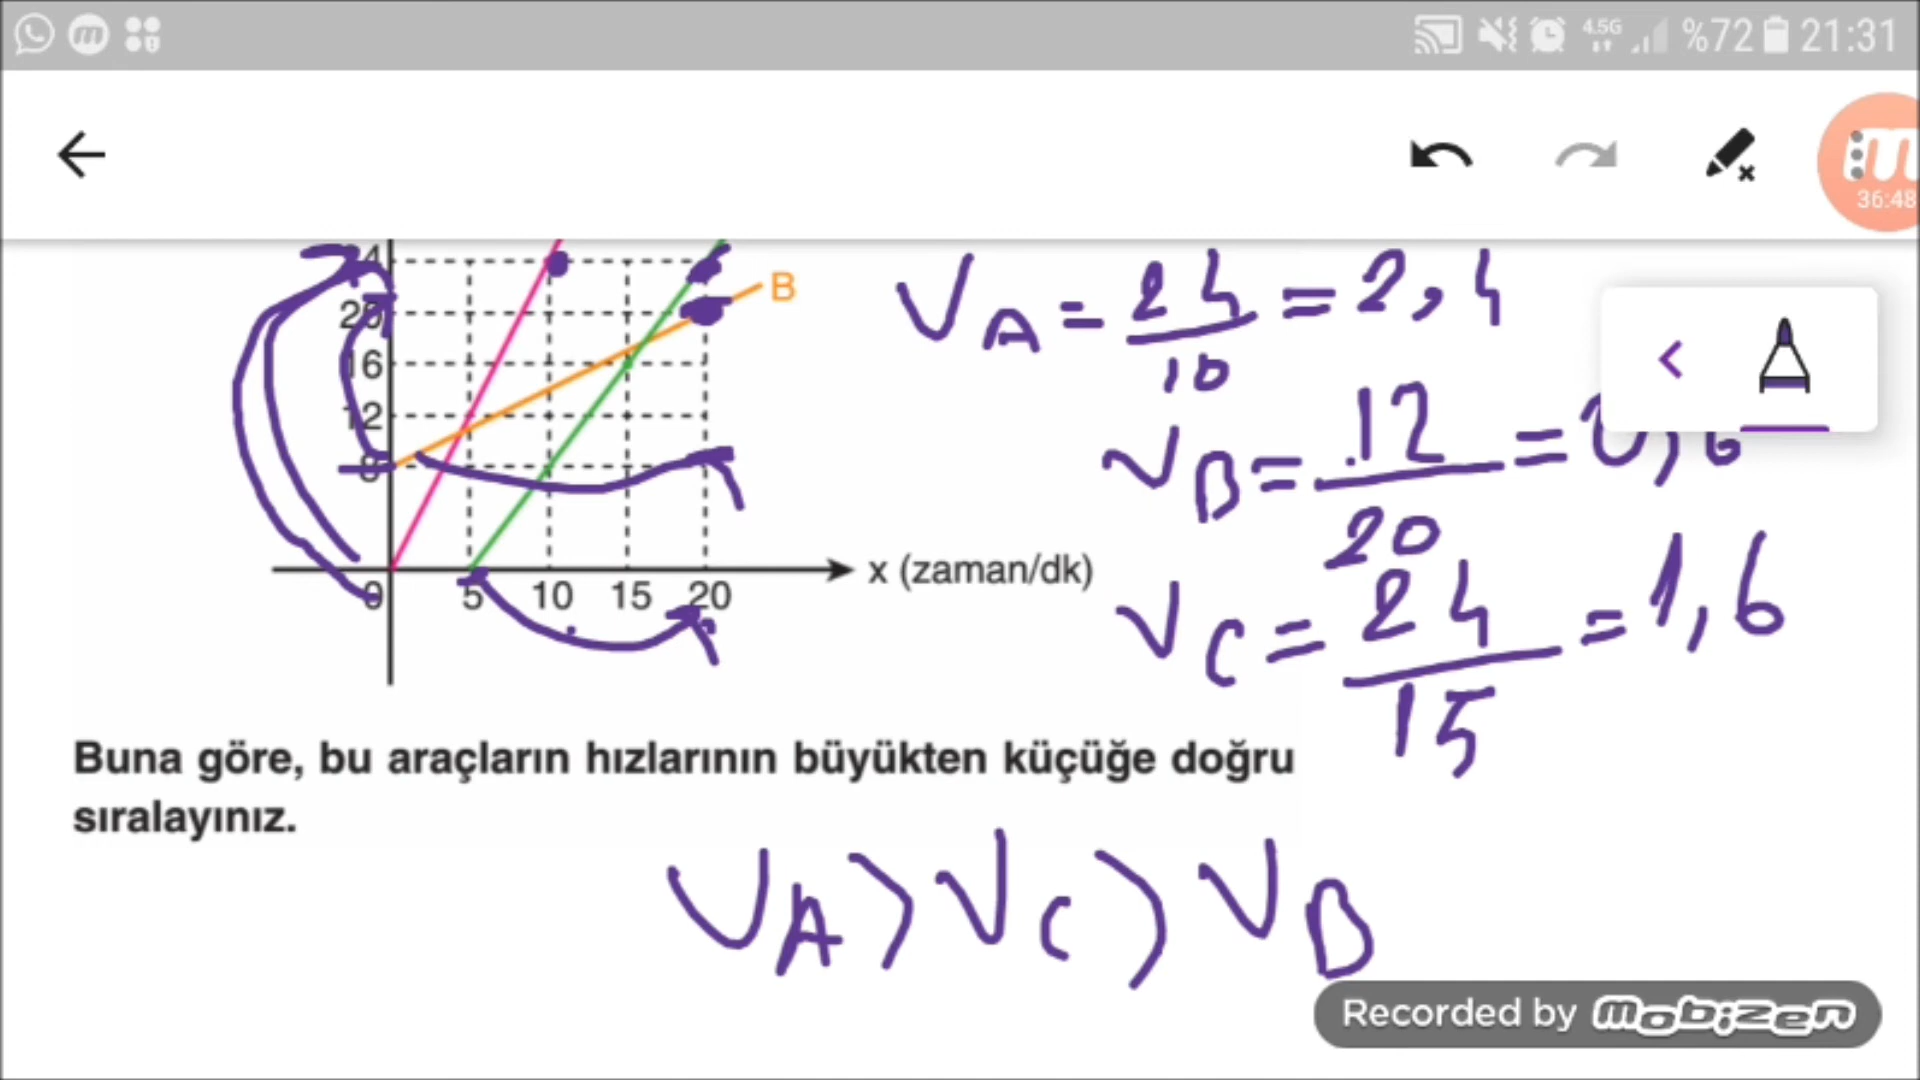 4.5G %72 21:31
36:48
24
B
20
16
12
8
0 5 10 15 20
x (zaman/dk)
VA = 24/10 = 2,4
VB = 12/20 = 0,6
VC = 24/15 = 1,6
Buna göre, bu araçların hızlarının büyükten küçüğe doğru
sıralayınız.
VA > VC > VB
Recorded by mobizen